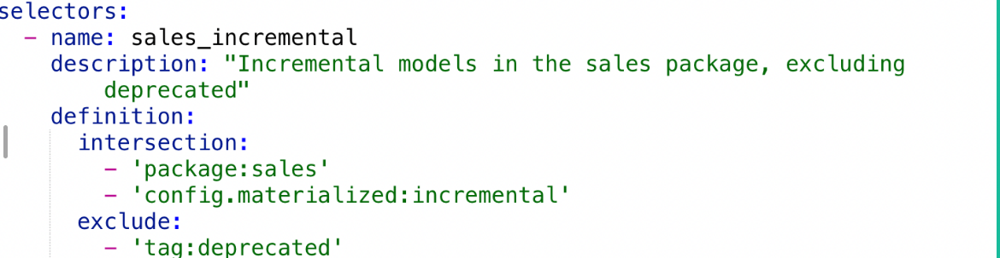 selectors:
  - name: sales_incremental
    description: "Incremental models in the sales package, excluding
        deprecated"
    definition:
      intersection:
        - 'package:sales'
        - 'config.materialized:incremental'
      exclude:
        - 'tag:deprecated'